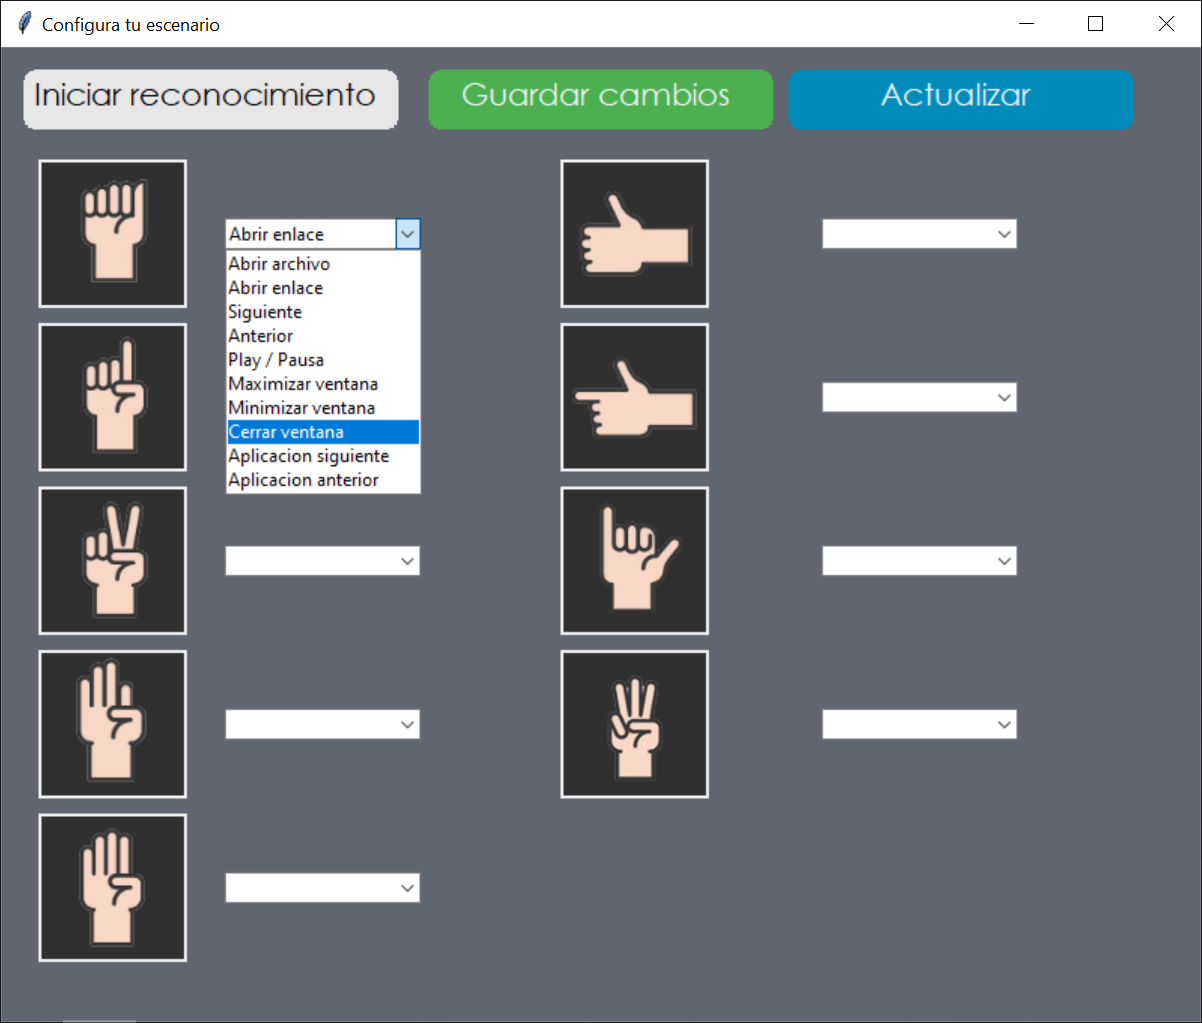 Configura tu escenario
Iniciar reconocimiento
Guardar cambios
Actualizar
Abrir enlace
Abrir archivo
Abrir enlace
Siguiente
Anterior
Play / Pausa
Maximizar ventana
Minimizar ventana
Cerrar ventana
Aplicacion siguiente
Aplicacion anterior